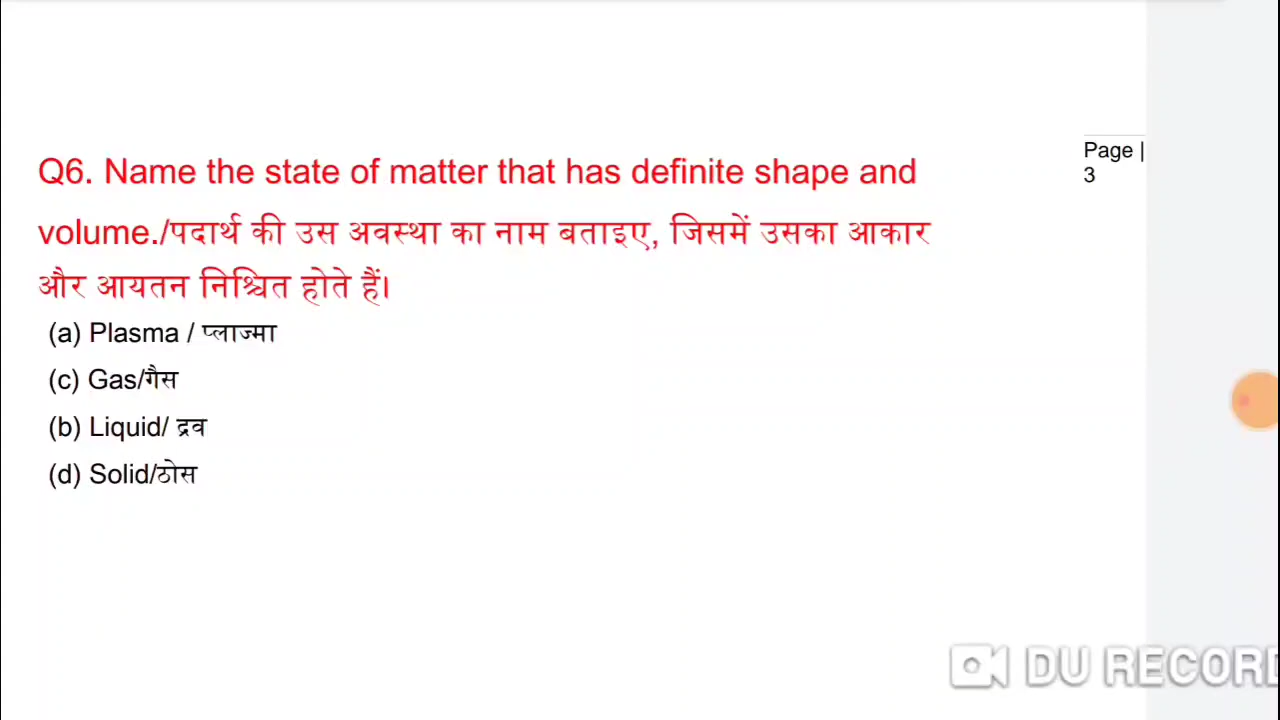 Page |
3
Q6. Name the state of matter that has definite shape and
volume./पदार्थ की उस अवस्था का नाम बताइए, जिसमें उसका आकार
और आयतन निश्चित होते हैं।
(a) Plasma / प्लाज्मा
(c) Gas/गैस
(b) Liquid/ द्रव
(d) Solid/ठोस
DU RECORD